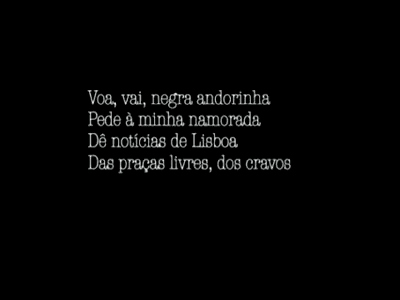 Voa, vai, negra andorinha
Pede à minha namorada
Dê notícias de Lisboa
Das praças livres, dos cravos